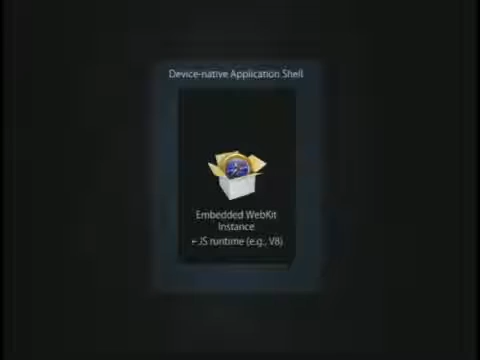 Device-native Application Shell
Embedded WebKit
Instance
+ JS runtime (e.g., V8)